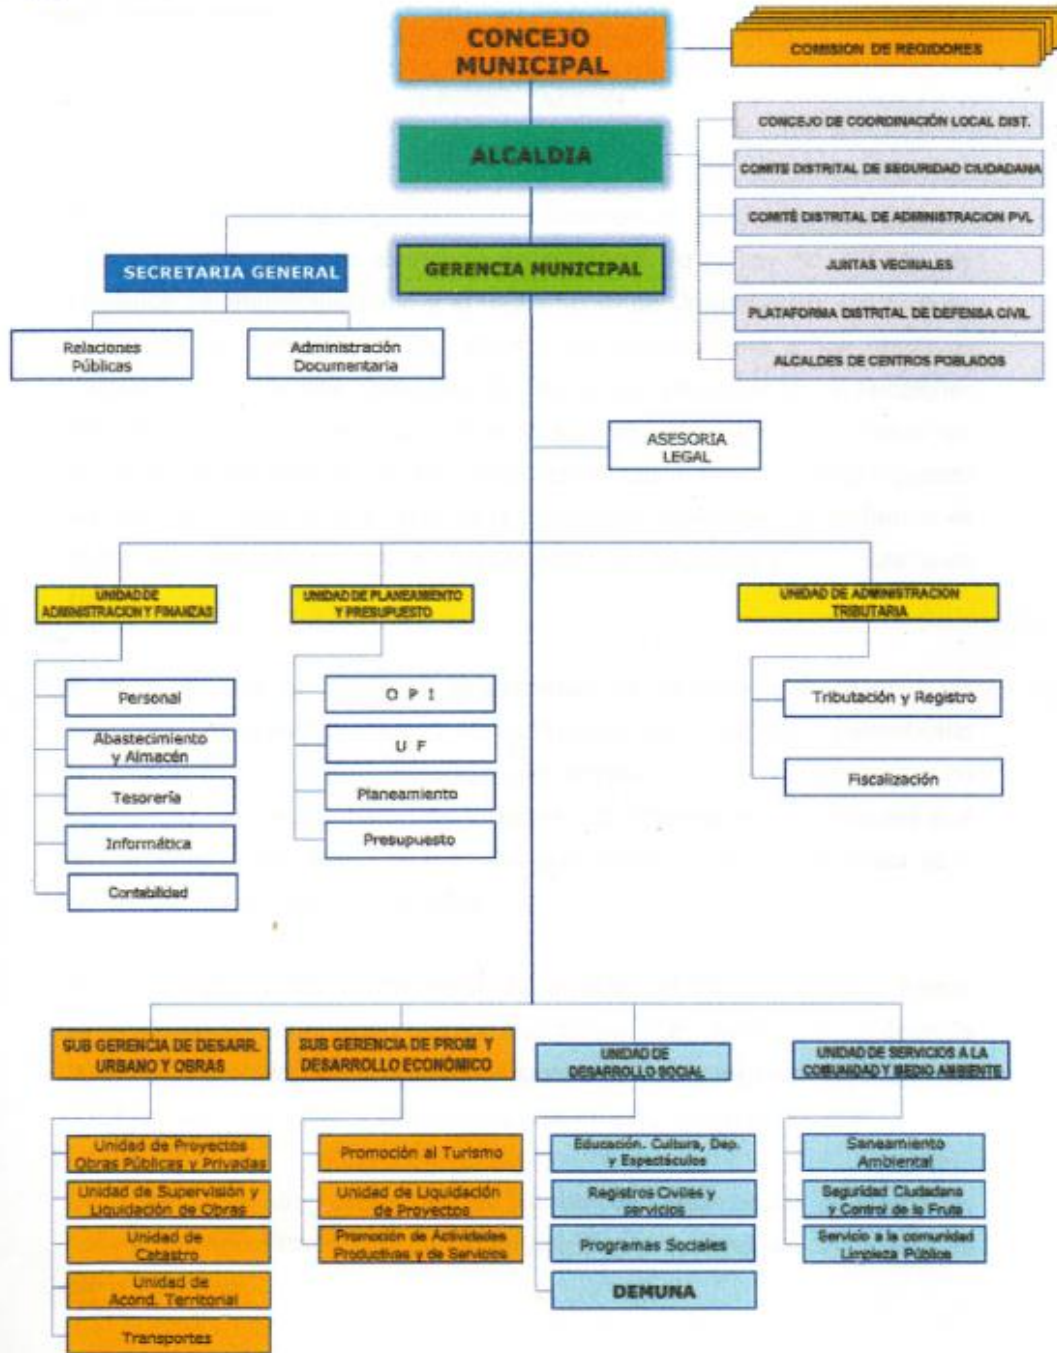 CONCEJO
MUNICIPAL
COMISION DE REGIDORES
ALCALDIA
CONCEJO DE COORDINACIÓN LOCAL DIST.
COMITE DISTRITAL DE SEGURIDAD CIUDADANA
COMITÉ DISTRITAL DE ADMINISTRACION PVL
JUNTAS VECINALES
PLATAFORMA DISTRITAL DE DEFENSA CIVIL
ALCALDES DE CENTROS POBLADOS
SECRETARIA GENERAL
GERENCIA MUNICIPAL
Relaciones
Públicas
Administración
Documentaria
ASESORIA
LEGAL
UNIDAD DE
ADMINISTRACION Y FINANZAS
Personal
Abastecimiento
y Almacén
Tesorería
Informática
Contabilidad
UNIDAD DE PLANEAMIENTO
Y PRESUPUESTO
O P I
U F
Planeamiento
Presupuesto
UNIDAD DE ADMINISTRACION
TRIBUTARIA
Tributación y Registro
Fiscalización
SUB GERENCIA DE DESARR.
URBANO Y OBRAS
Unidad de Proyectos
Obras Públicas y Privadas
Unidad de Supervisión y
Liquidación de Obras
Unidad de
Catastro
Unidad de
Acond. Territorial
Transportes
SUB GERENCIA DE PROM. Y
DESARROLLO ECONÓMICO
Promoción al Turismo
Unidad de Liquidación
de Proyectos
Promoción de Actividades
Productivas y de Servicios
UNIDAD DE
DESARROLLO SOCIAL
Educación. Cultura, Dep.
y Espectáculos
Registros Civiles y
servicios
Programas Sociales
DEMUNA
UNIDAD DE SERVICIOS A LA
COMUNIDAD Y MEDIO AMBIENTE
Saneamiento
Ambiental
Seguridad Ciudadana
y Control de la Fruta
Servicio a la comunidad
Limpieza Pública